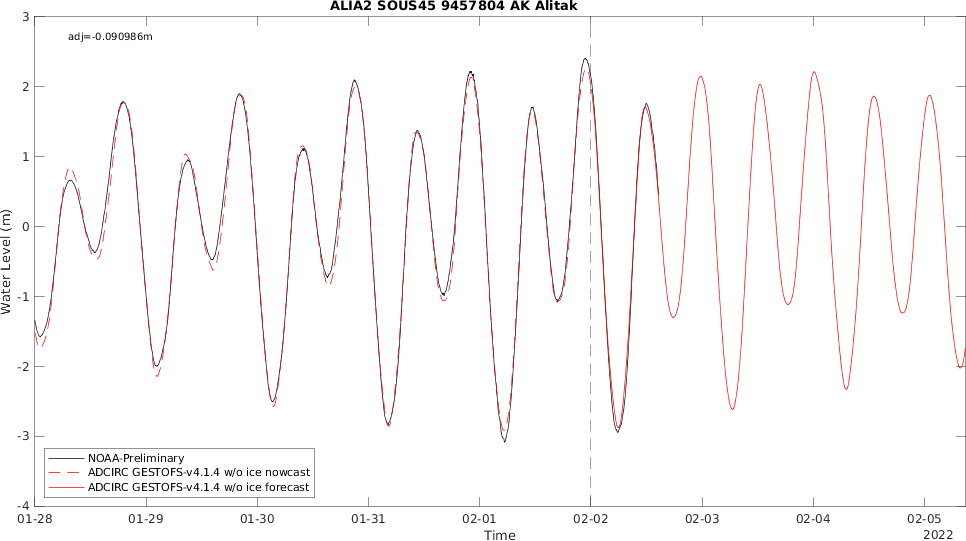 ALIA2 SOUS45 9457804 AK Alitak
adj=-0.090986m
Water Level (m)
3
2
1
0
-1
-2
-3
-4
NOAA-Preliminary
ADCIRC GESTOFS-v4.1.4 w/o ice nowcast
ADCIRC GESTOFS-v4.1.4 w/o ice forecast
01-28 01-29 01-30 01-31 02-01 02-02 02-03 02-04 02-05
Time
2022